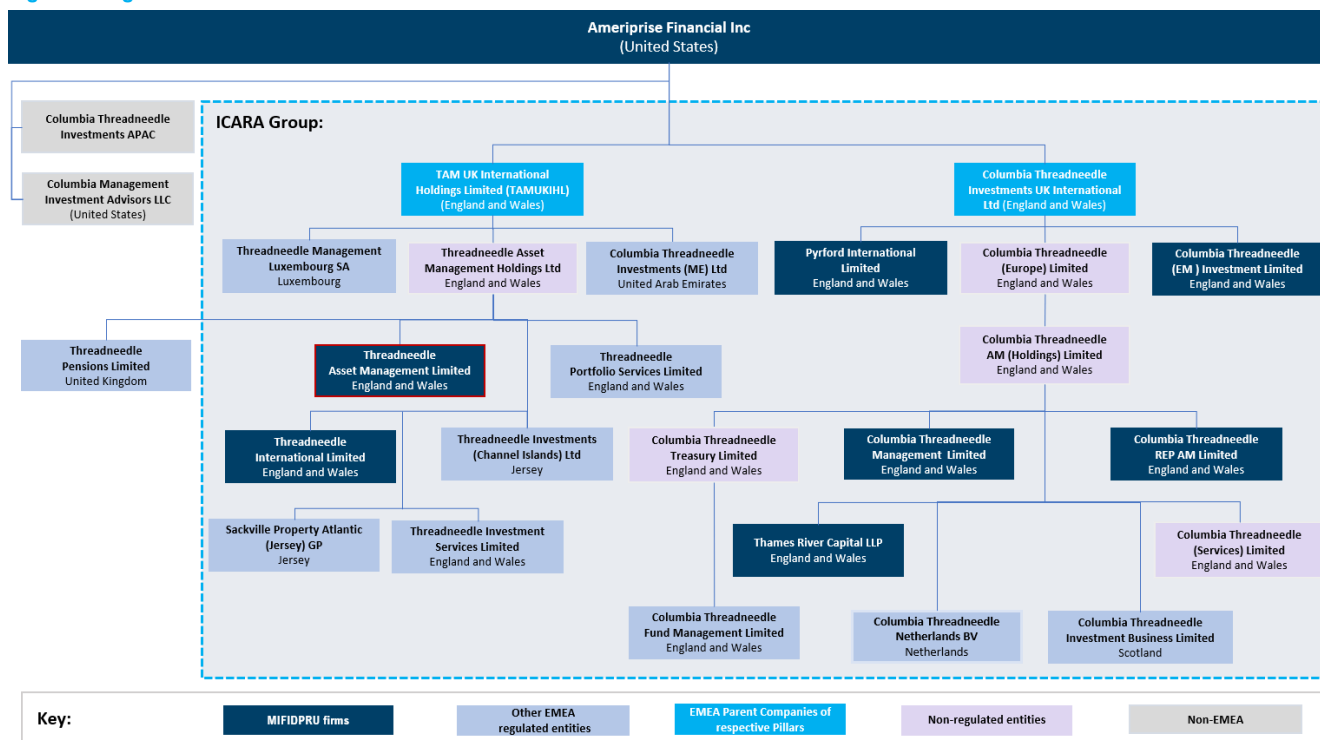 Ameriprise Financial Inc
(United States)
Columbia Threadneedle
Investments APAC
Columbia Management
Investment Advisors LLC
(United States)
ICARA Group:
TAM UK International
Holdings Limited (TAMUKIHL)
(England and Wales)
Columbia Threadneedle
Investments UK International
Ltd (England and Wales)
Threadneedle Management
Luxembourg SA
Luxembourg
Threadneedle Asset
Management Holdings Ltd
England and Wales
Columbia Threadneedle
Investments (ME) Ltd
United Arab Emirates
Pyrford International
Limited
England and Wales
Columbia Threadneedle
(Europe) Limited
England and Wales
Columbia Threadneedle
(EM ) Investment Limited
England and Wales
Threadneedle
Pensions Limited
United Kingdom
Threadneedle
Asset Management Limited
England and Wales
Threadneedle
Portfolio Services Limited
England and Wales
Columbia Threadneedle
AM (Holdings) Limited
England and Wales
Threadneedle
International Limited
England and Wales
Threadneedle Investments
(Channel Islands) Ltd
Jersey
Columbia Threadneedle
Treasury Limited
England and Wales
Columbia Threadneedle
Management Limited
England and Wales
Columbia Threadneedle
REP AM Limited
England and Wales
Sackville Property Atlantic
(Jersey) GP
Jersey
Threadneedle Investment
Services Limited
England and Wales
Thames River Capital LLP
England and Wales
Columbia Threadneedle
(Services) Limited
England and Wales
Columbia Threadneedle
Fund Management Limited
England and Wales
Columbia Threadneedle
Netherlands BV
Netherlands
Columbia Threadneedle
Investment Business Limited
Scotland
Key:
MIFIDPRU firms
Other EMEA
regulated entities
EMEA Parent Companies of
respective Pillars
Non-regulated entities
Non-EMEA